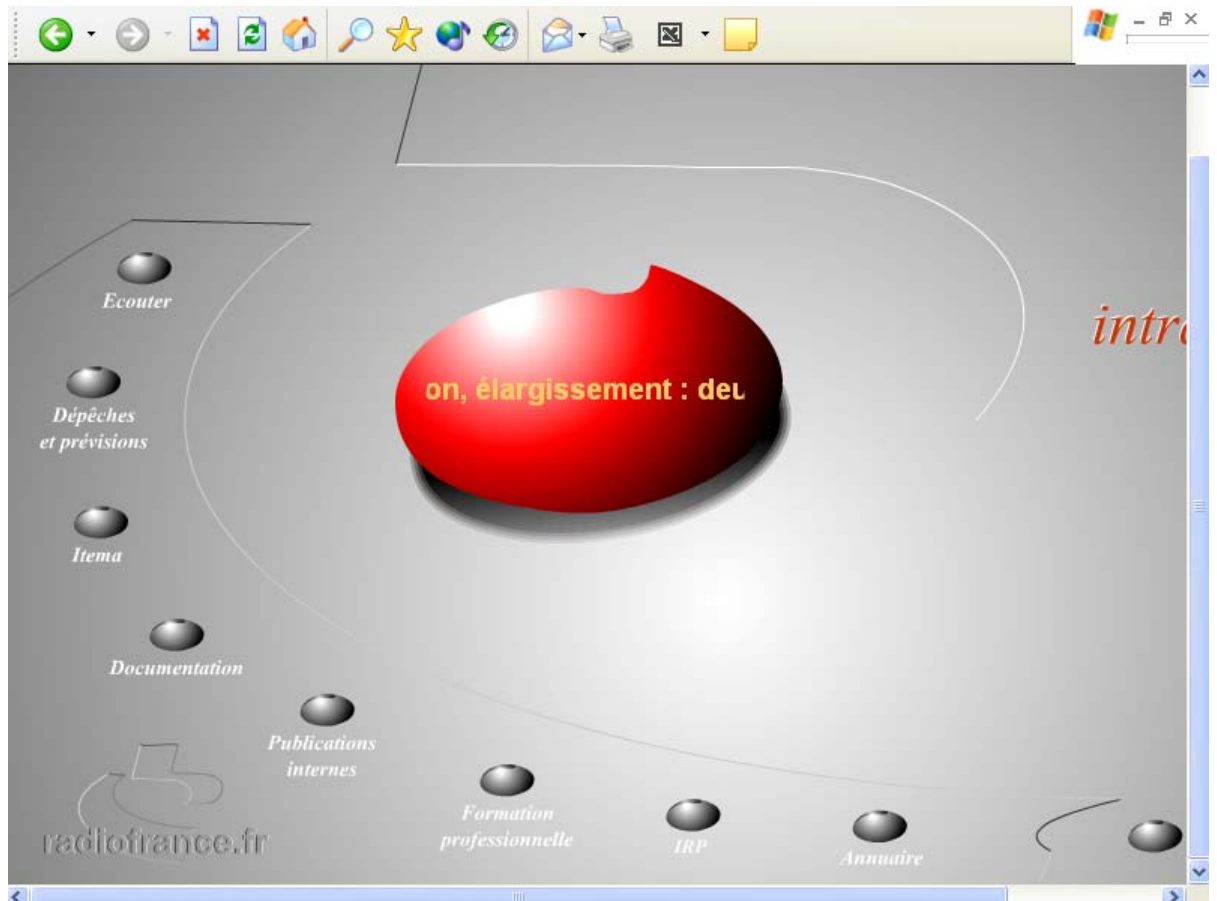 Ecouter
intr
on, élargissement : deu
Dépêches
et prévisions
Itema
Documentation
Publications
internes
Formation
professionnelle
IRP
Annuaire
radiofrance.fr